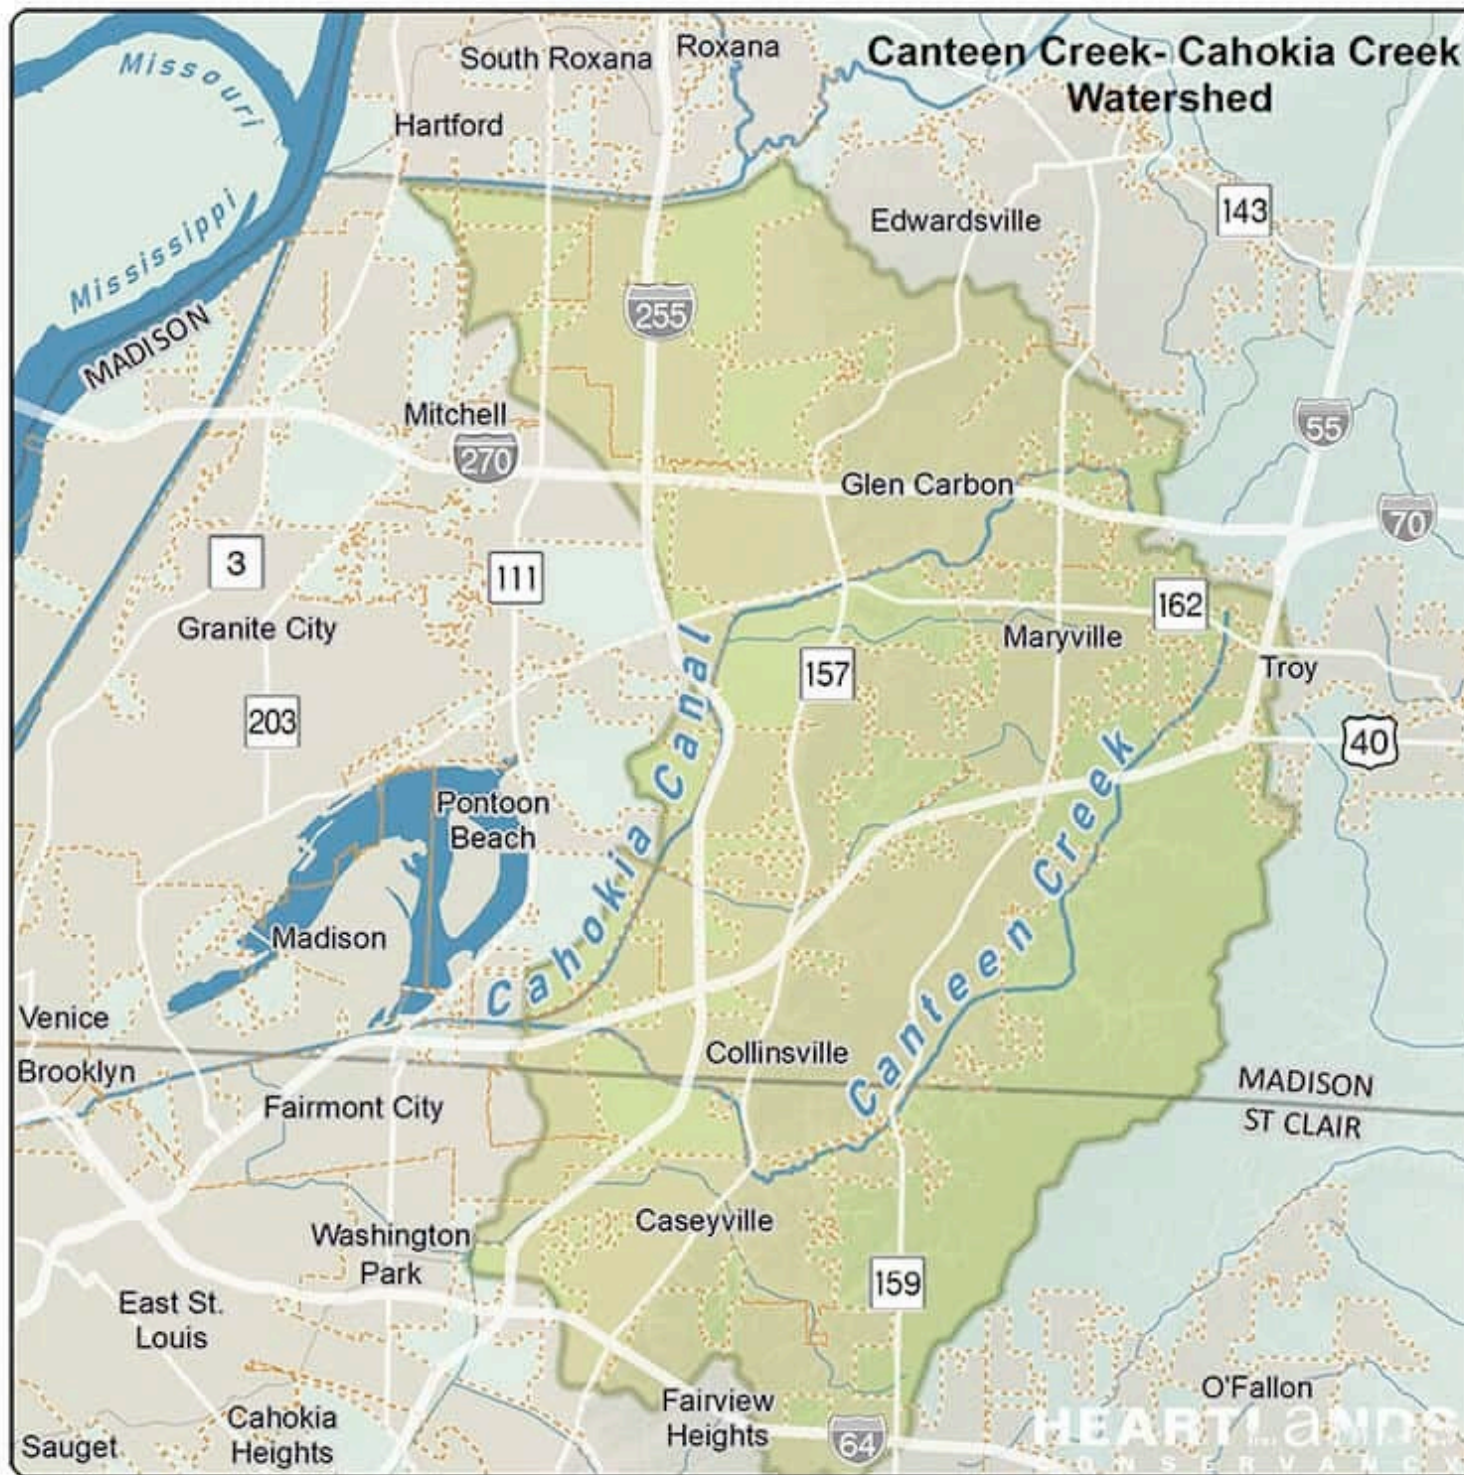 Canteen Creek- Cahokia Creek
Watershed
Missouri
South Roxana
Roxana
Hartford
Mississippi
Edwardsville
143
MADISON
255
Mitchell
270
55
Glen Carbon
70
3
111
162
Granite City
Maryville
157
Troy
203
40
Cahokia Canal
Pontoon
Beach
Canteen Creek
Madison
Venice
Brooklyn
Collinsville
MADISON
ST CLAIR
Fairmont City
Caseyville
Washington
Park
159
East St.
Louis
O'Fallon
Fairview
Heights
Cahokia
Heights
Sauget
64
HEARTLANDS
CONSERVANCY